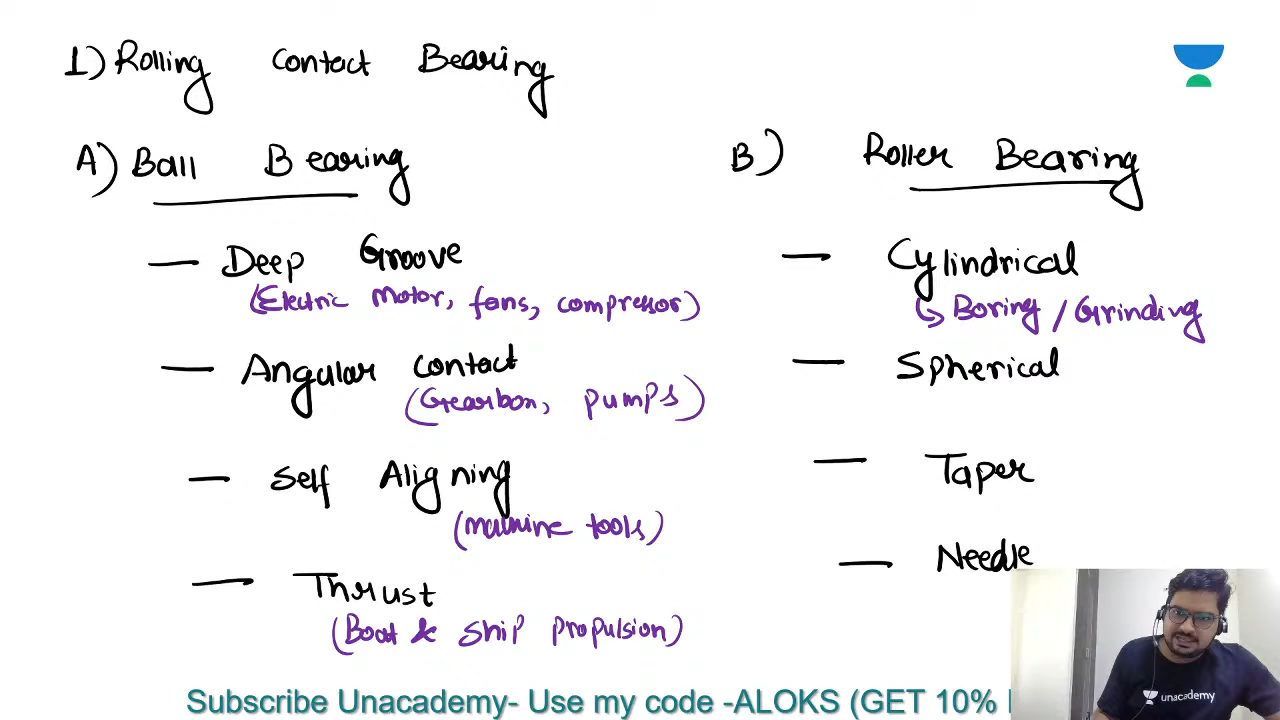 1) Rolling contact Bearing
A) Ball Bearing
— Deep Groove
(Electric motor, fans, compressor)
— Angular contact
(Gearbox, pumps)
— Self Aligning
(machine tools)
— Thrust
(Boat & ship propulsion)
B) Roller Bearing
— Cylindrical
↳ Boring / Grinding
— Spherical
— Taper
— Needle
unacademy
Subscribe Unacademy- Use my code -ALOKS (GET 10%